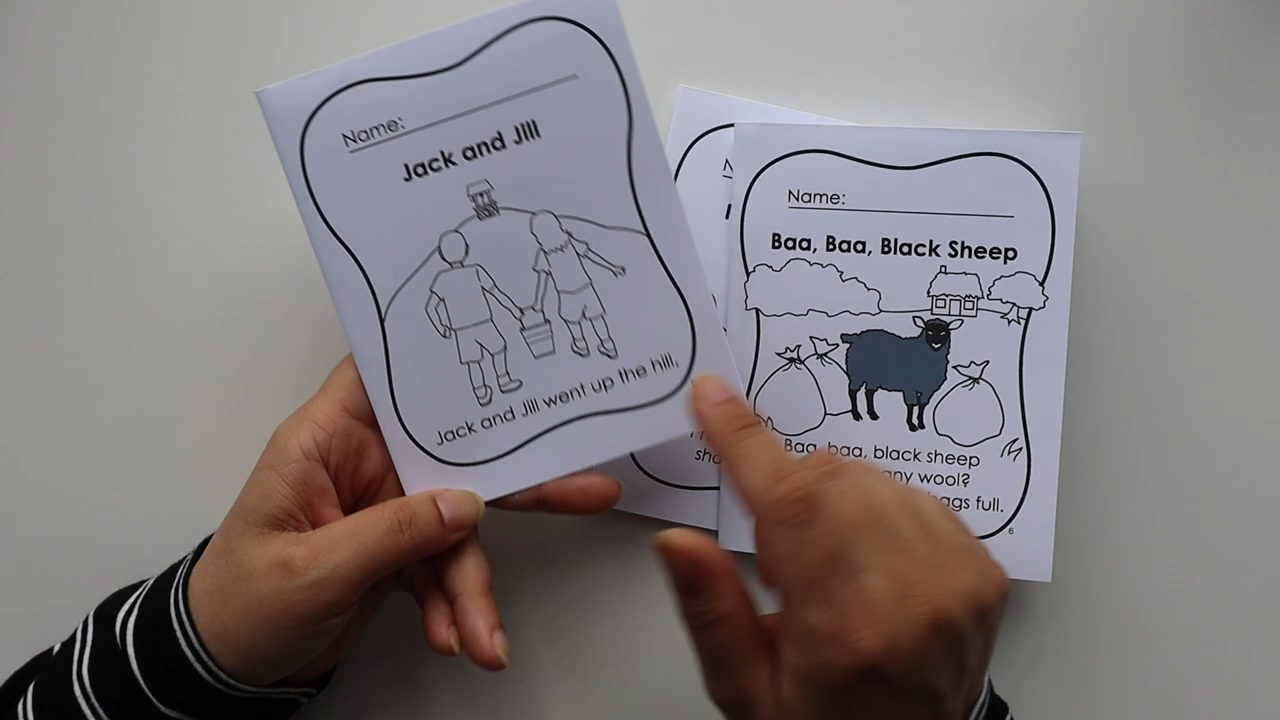 Name:
Jack and Jill
Jack and Jill went up the hill,
Name:
Baa, Baa, Black Sheep
Baa, baa, black sheep
any wool?
bags full.
6